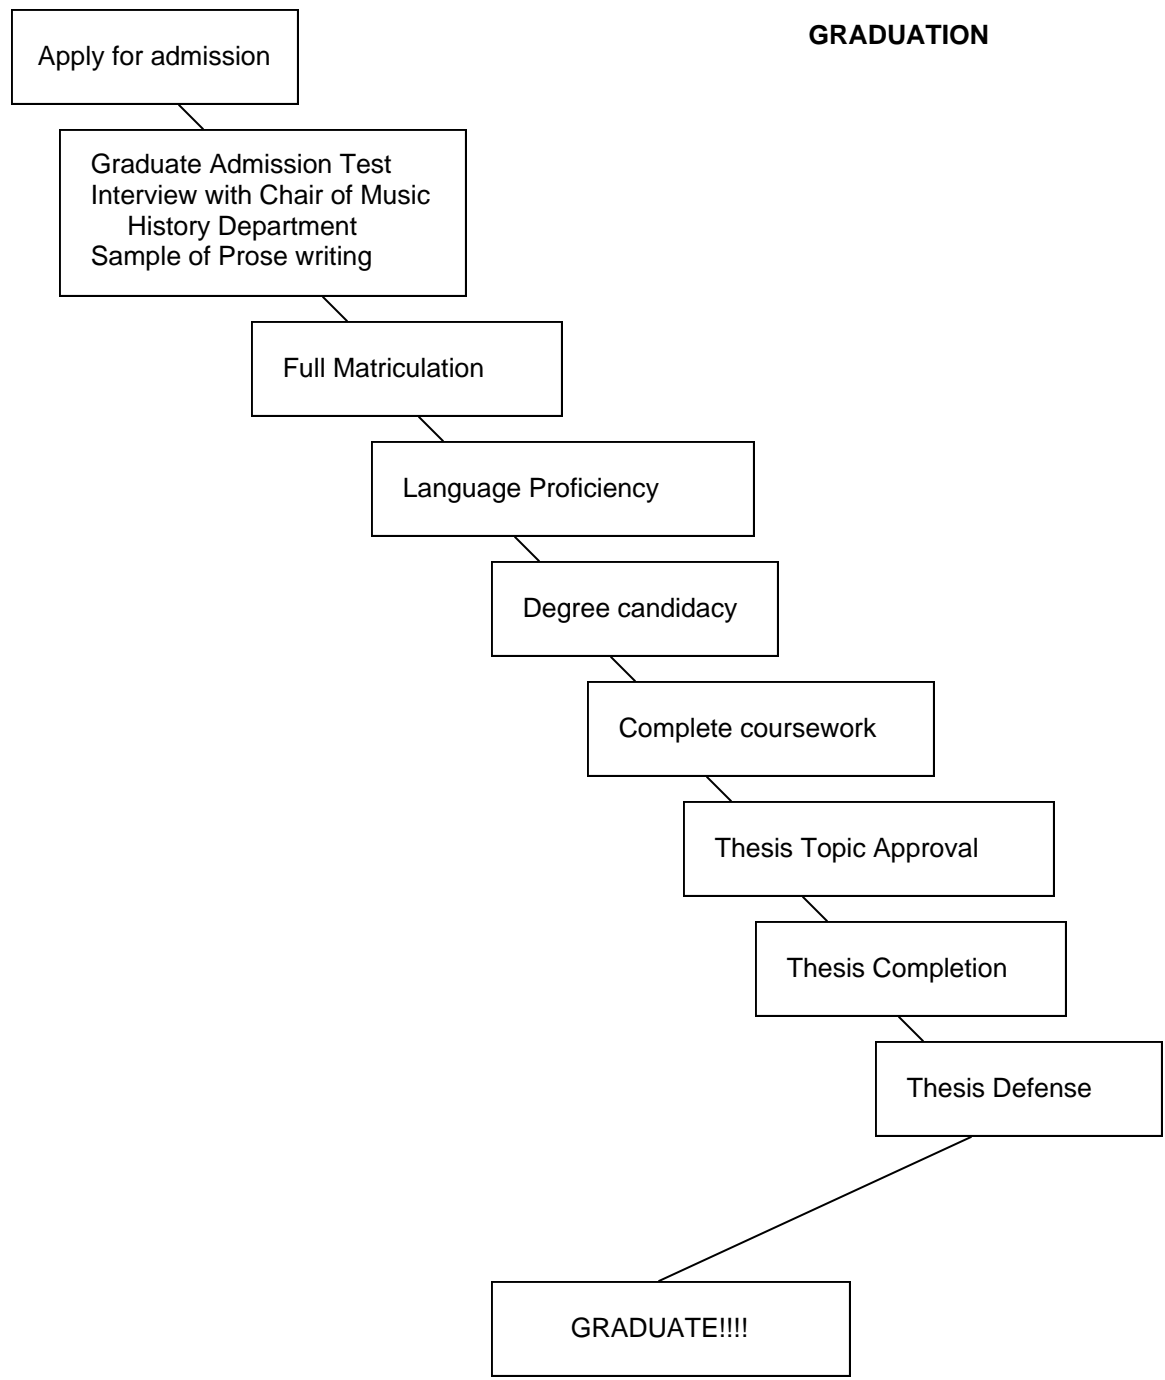 GRADUATION
Apply for admission
Graduate Admission Test
Interview with Chair of Music
History Department
Sample of Prose writing
Full Matriculation
Language Proficiency
Degree candidacy
Complete coursework
Thesis Topic Approval
Thesis Completion
Thesis Defense
GRADUATE!!!!